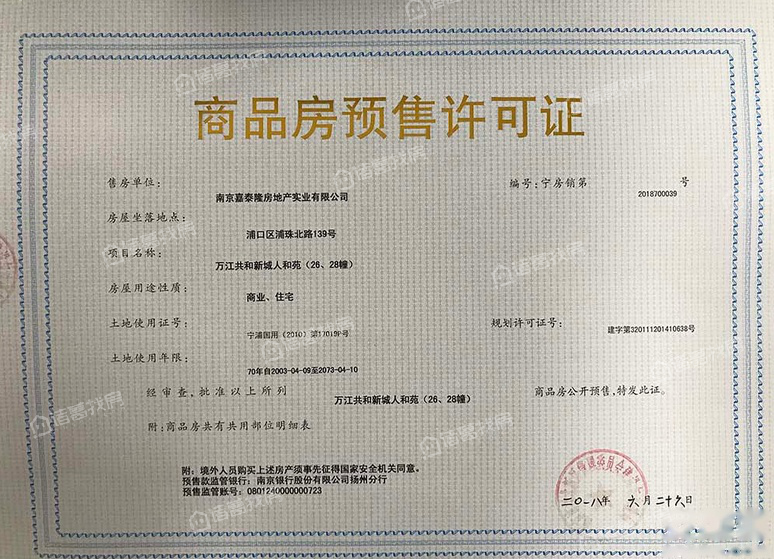 商品房预售许可证
售房单位：
南京嘉泰隆房地产实业有限公司
编号：宁房销第 2018700039 号
房屋坐落地点：
浦口区浦珠北路139号
项目名称：
万江共和新城人和苑（26、28幢）
房屋用途性质：
商业、住宅
土地使用证号：
宁浦国用（2010）第17019P号
规划许可证号：
建字第320111201410638号
土地使用年限：
70年自2003-04-09至2073-04-10
经审查，批准以上所列 万江共和新城人和苑（26、28幢） 商品房公开预售，特发此证。
附：商品房共有共用部位明细表
附：境外人员购买上述房产须事先征得国家安全机关同意。
预售款监管银行：南京银行股份有限公司扬州分行
预售监管账号：0801240000000723
二〇一八年 六月 二十六日
诸葛找房